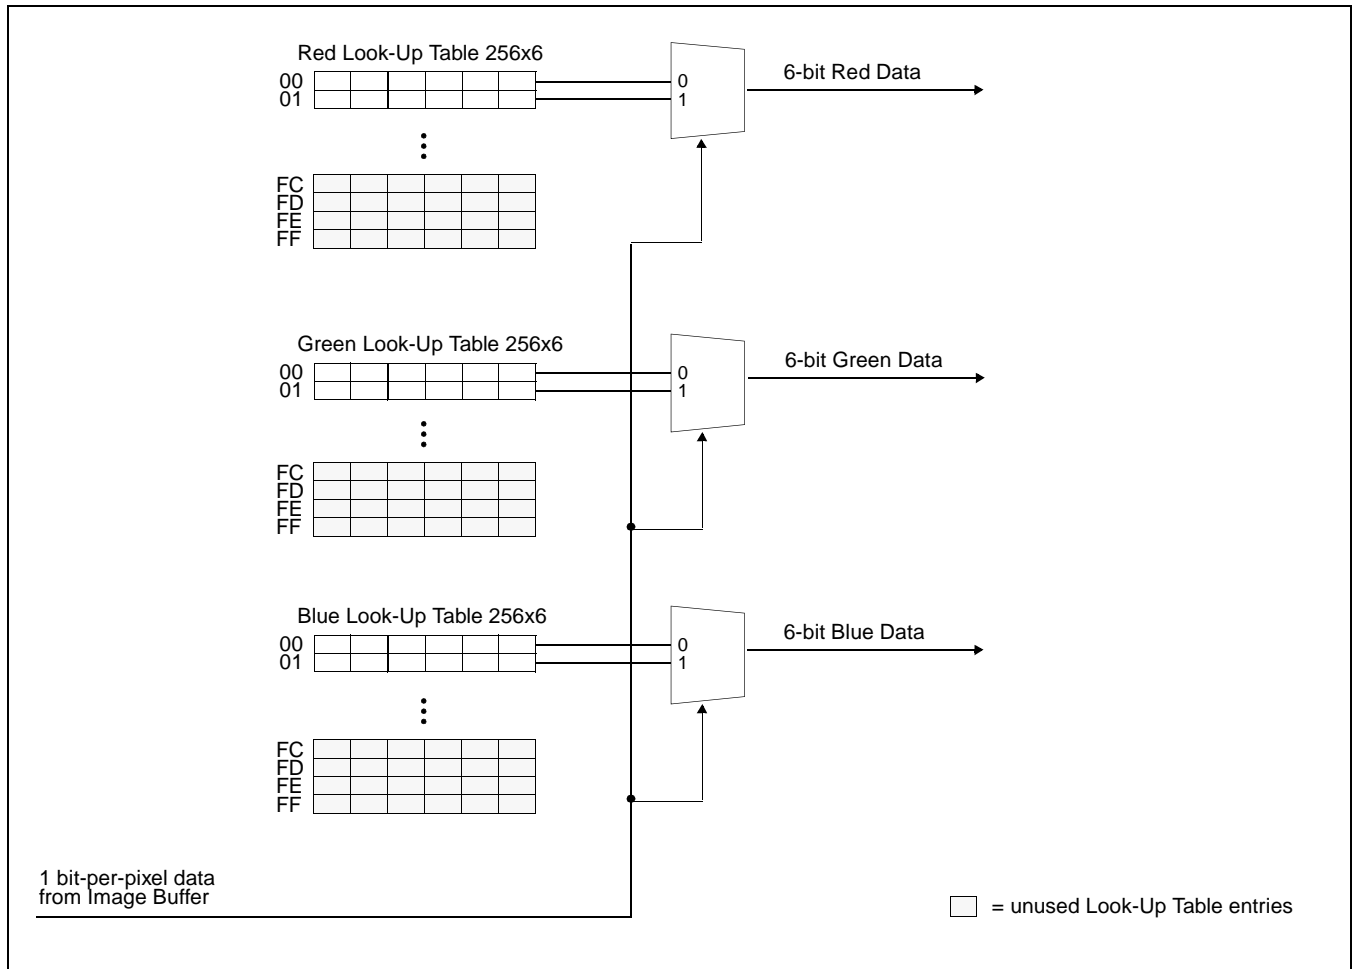 Red Look-Up Table 256x6
00
01
FC
FD
FE
FF
0
1
6-bit Red Data
Green Look-Up Table 256x6
00
01
FC
FD
FE
FF
0
1
6-bit Green Data
Blue Look-Up Table 256x6
00
01
FC
FD
FE
FF
0
1
6-bit Blue Data
1 bit-per-pixel data
from Image Buffer
= unused Look-Up Table entries